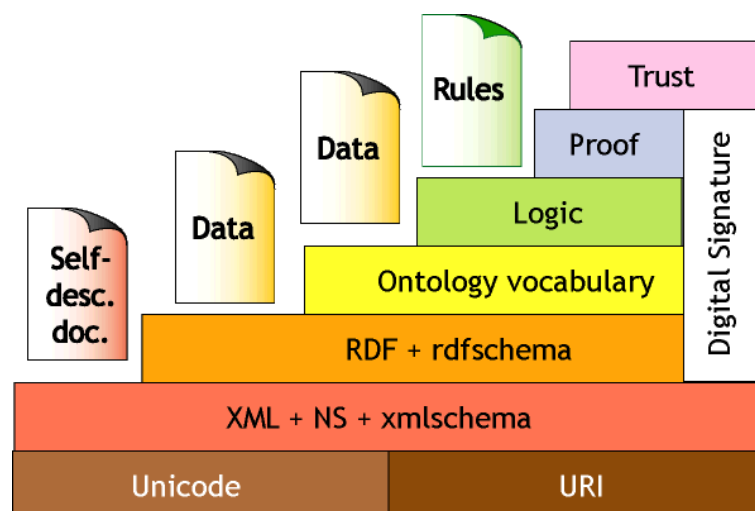 Rules
Trust
Data
Proof
Data
Logic
Self-
desc.
doc.
Ontology vocabulary
Digital Signature
RDF + rdfschema
XML + NS + xmlschema
Unicode
URI